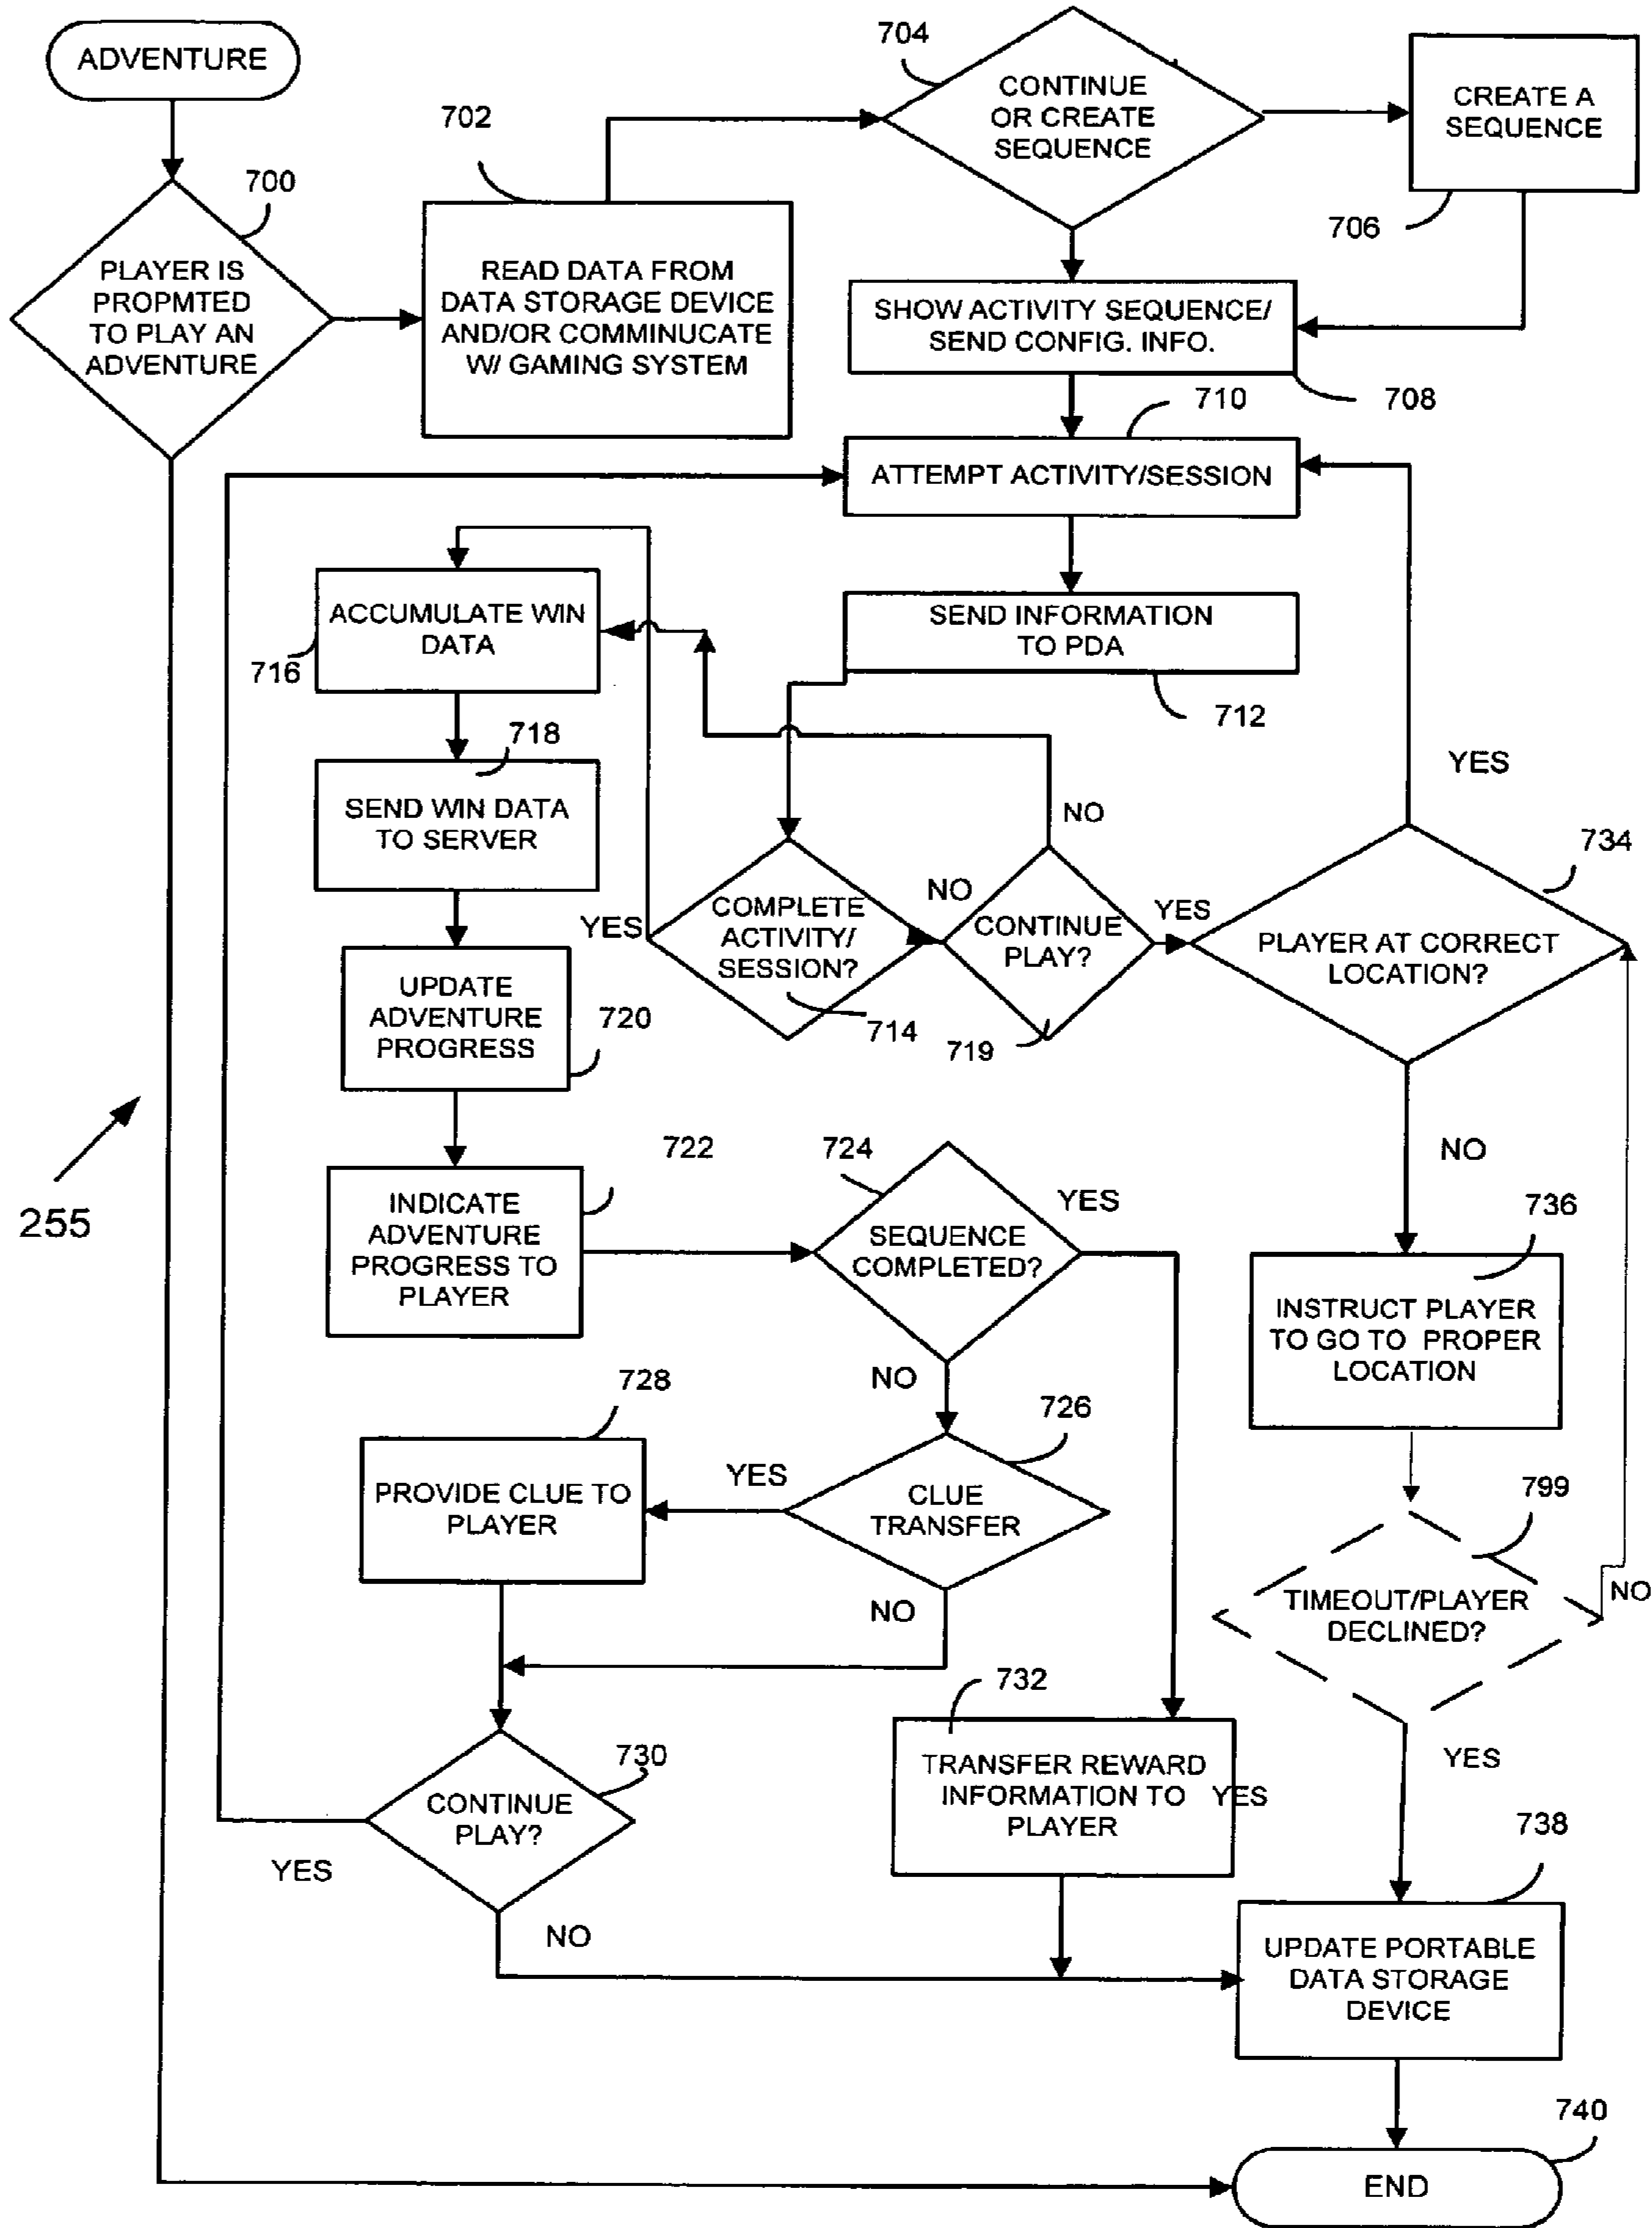 ADVENTURE
700
PLAYER IS
PROPMTED
TO PLAY AN
ADVENTURE
702
READ DATA FROM
DATA STORAGE DEVICE
AND/OR COMMINUCATE
W/ GAMING SYSTEM
704
CONTINUE
OR CREATE
SEQUENCE
CREATE A
SEQUENCE
706
SHOW ACTIVITY SEQUENCE/
SEND CONFIG. INFO.
708
710
ATTEMPT ACTIVITY/SESSION
SEND INFORMATION
TO PDA
712
ACCUMULATE WIN
DATA
716
718
SEND WIN DATA
TO SERVER
YES
COMPLETE
ACTIVITY/
SESSION?
714
NO
NO
CONTINUE
PLAY?
719
YES
YES
734
PLAYER AT CORRECT
LOCATION?
NO
UPDATE
ADVENTURE
PROGRESS
720
255
722
INDICATE
ADVENTURE
PROGRESS TO
PLAYER
724
SEQUENCE
COMPLETED?
YES
NO
736
INSTRUCT PLAYER
TO GO TO PROPER
LOCATION
726
CLUE
TRANSFER
YES
NO
728
PROVIDE CLUE TO
PLAYER
799
TIMEOUT/PLAYER
DECLINED?
NO
YES
730
CONTINUE
PLAY?
YES
NO
732
TRANSFER REWARD
INFORMATION TO YES
PLAYER
738
UPDATE PORTABLE
DATA STORAGE
DEVICE
740
END